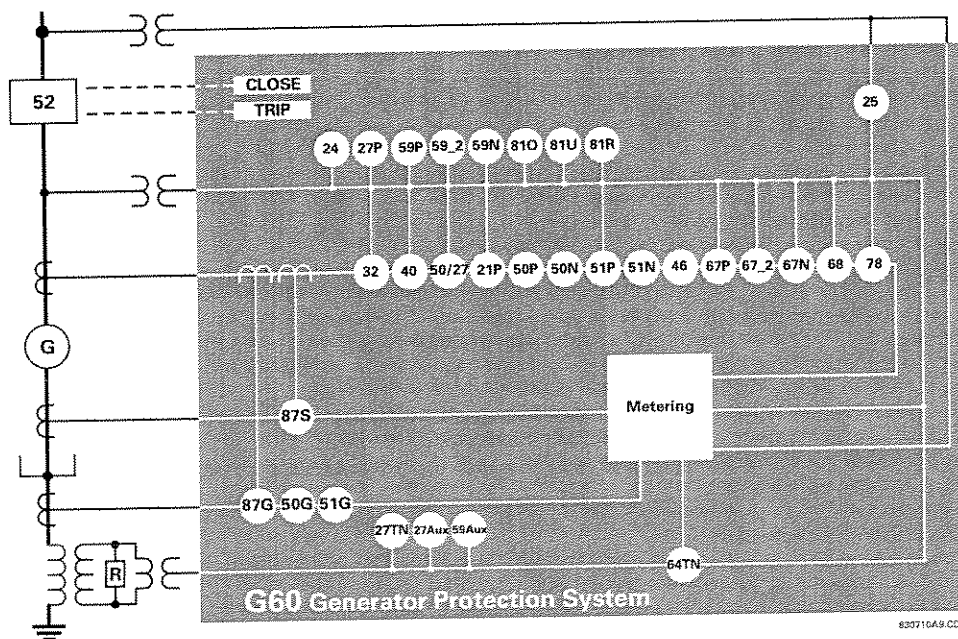 CLOSE
52
TRIP
25
24 27P 59P 59_2 59N 81O 81U 81R
32 40 50/27 21P 50P 50N 51P 51N 46 67P 67_2 67N 68 78
G
Metering
87S
87G 50G 51G
27TN 27Aux 59Aux
R
64TN
G60 Generator Protection System
830710A9.CD